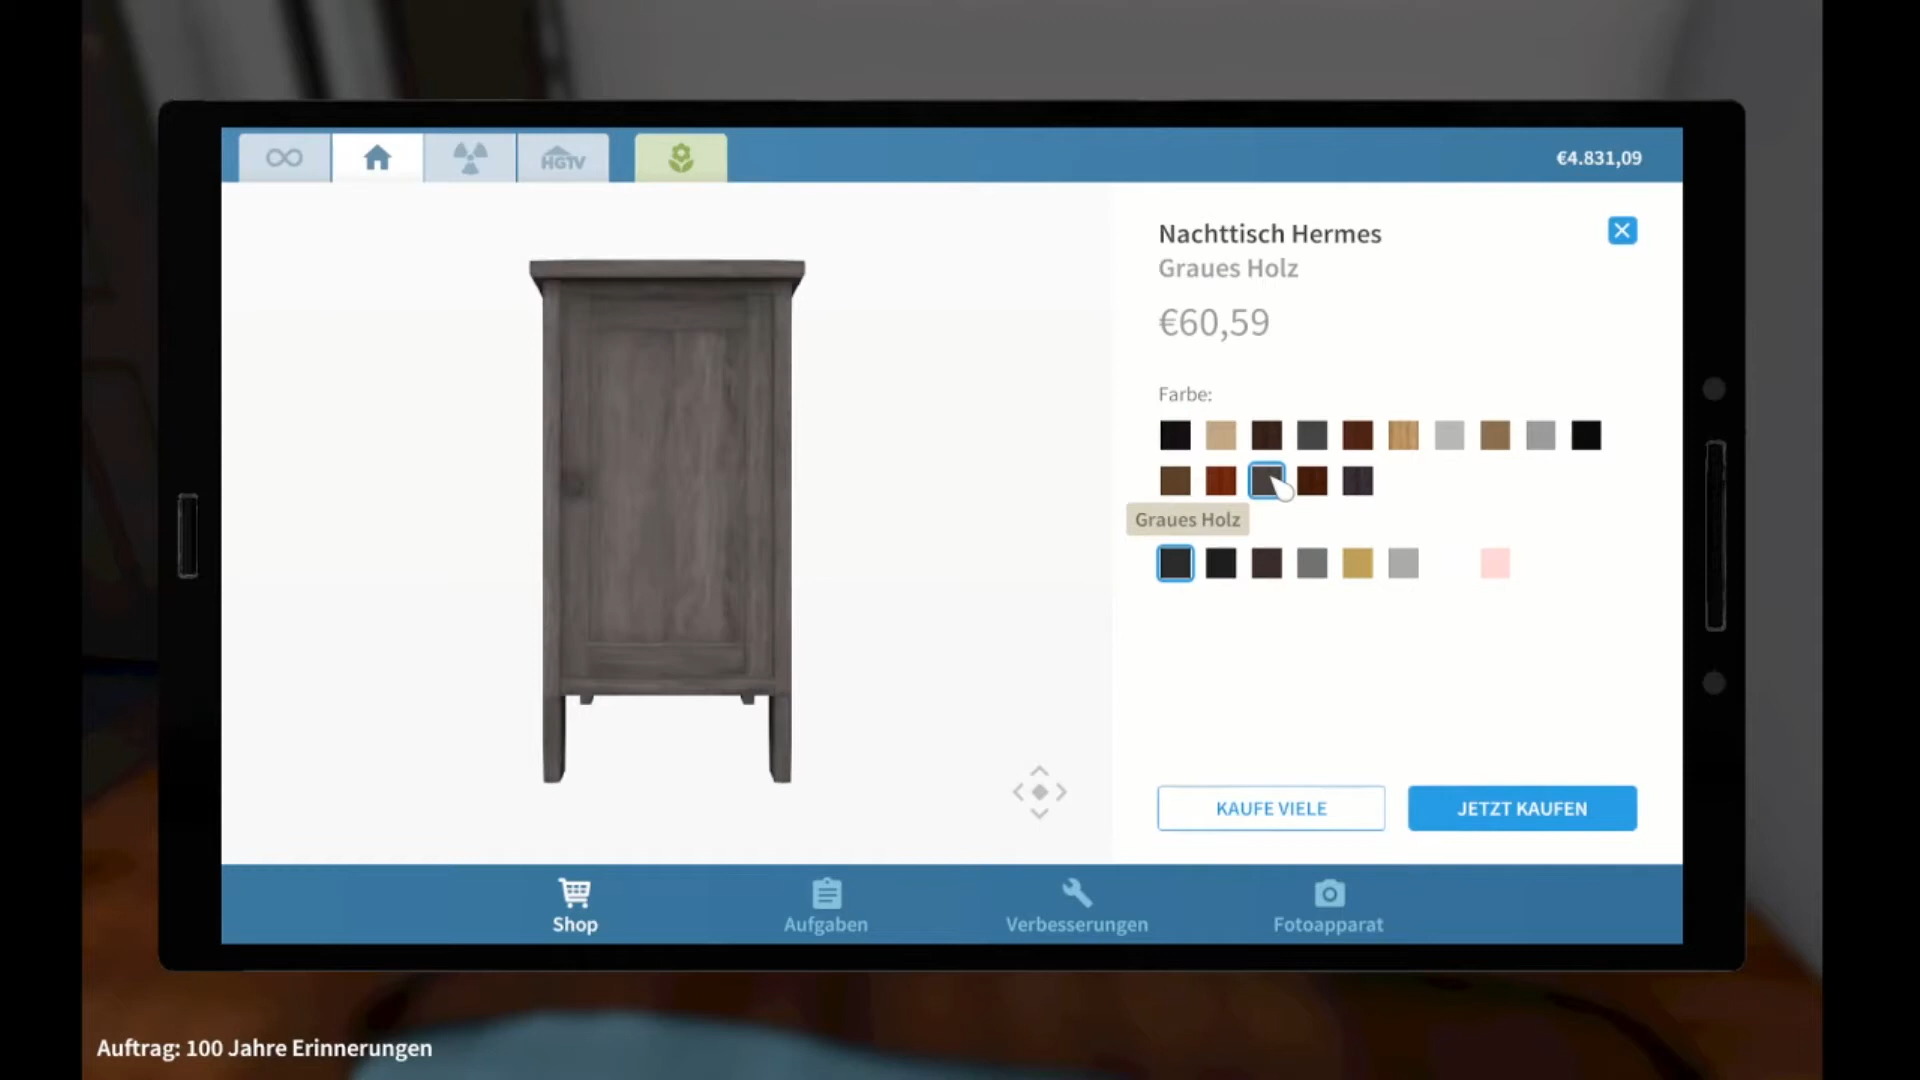 HGTV
€4.831,09
Nachttisch Hermes
Graues Holz
€60,59
Farbe:
Graues Holz
KAUFE VIELE
JETZT KAUFEN
Shop
Aufgaben
Verbesserungen
Fotoapparat
Auftrag: 100 Jahre Erinnerungen